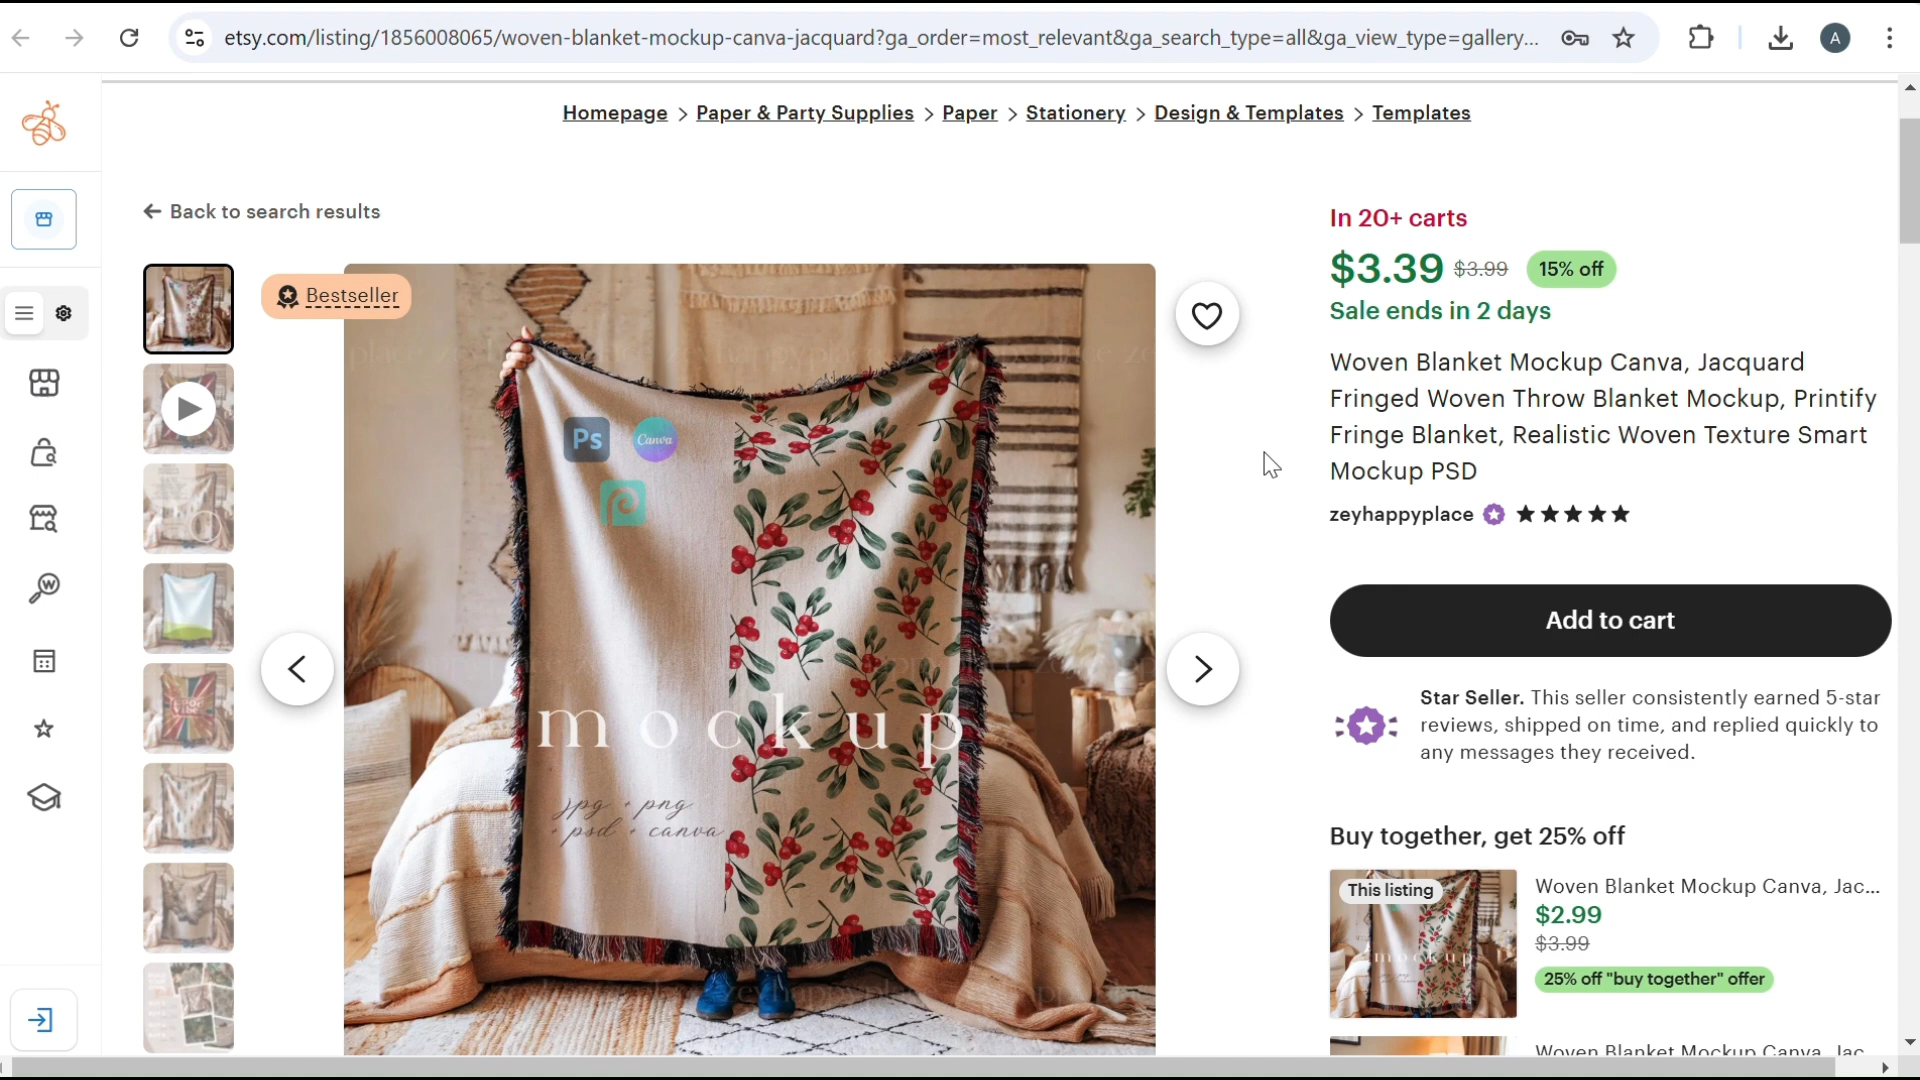 etsy.com/listing/1856008065/woven-blanket-mockup-canva-jacquard?ga_order=most_relevant&ga_search_type=all&ga_view_type=gallery...
A
Homepage > Paper & Party Supplies > Paper > Stationery > Design & Templates > Templates
Back to search results
Bestseller
Ps
Canva
mockup
jpg + png
+ psd + canva
In 20+ carts
$3.39 $3.99 15% off
Sale ends in 2 days
Woven Blanket Mockup Canva, Jacquard
Fringed Woven Throw Blanket Mockup, Printify
Fringe Blanket, Realistic Woven Texture Smart
Mockup PSD
zeyhappyplace
Add to cart
Star Seller. This seller consistently earned 5-star
reviews, shipped on time, and replied quickly to
any messages they received.
Buy together, get 25% off
This listing
mockup
Woven Blanket Mockup Canva, Jac...
$2.99
$3.99
25% off "buy together" offer
Woven Blanket Mockup Canva, Jac...